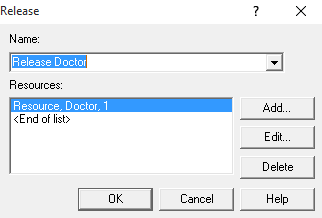 Release
?
Name:
Release Doctor
Resources:
Resource, Doctor, 1
<End of list>
Add...
Edit...
Delete
OK
Cancel
Help